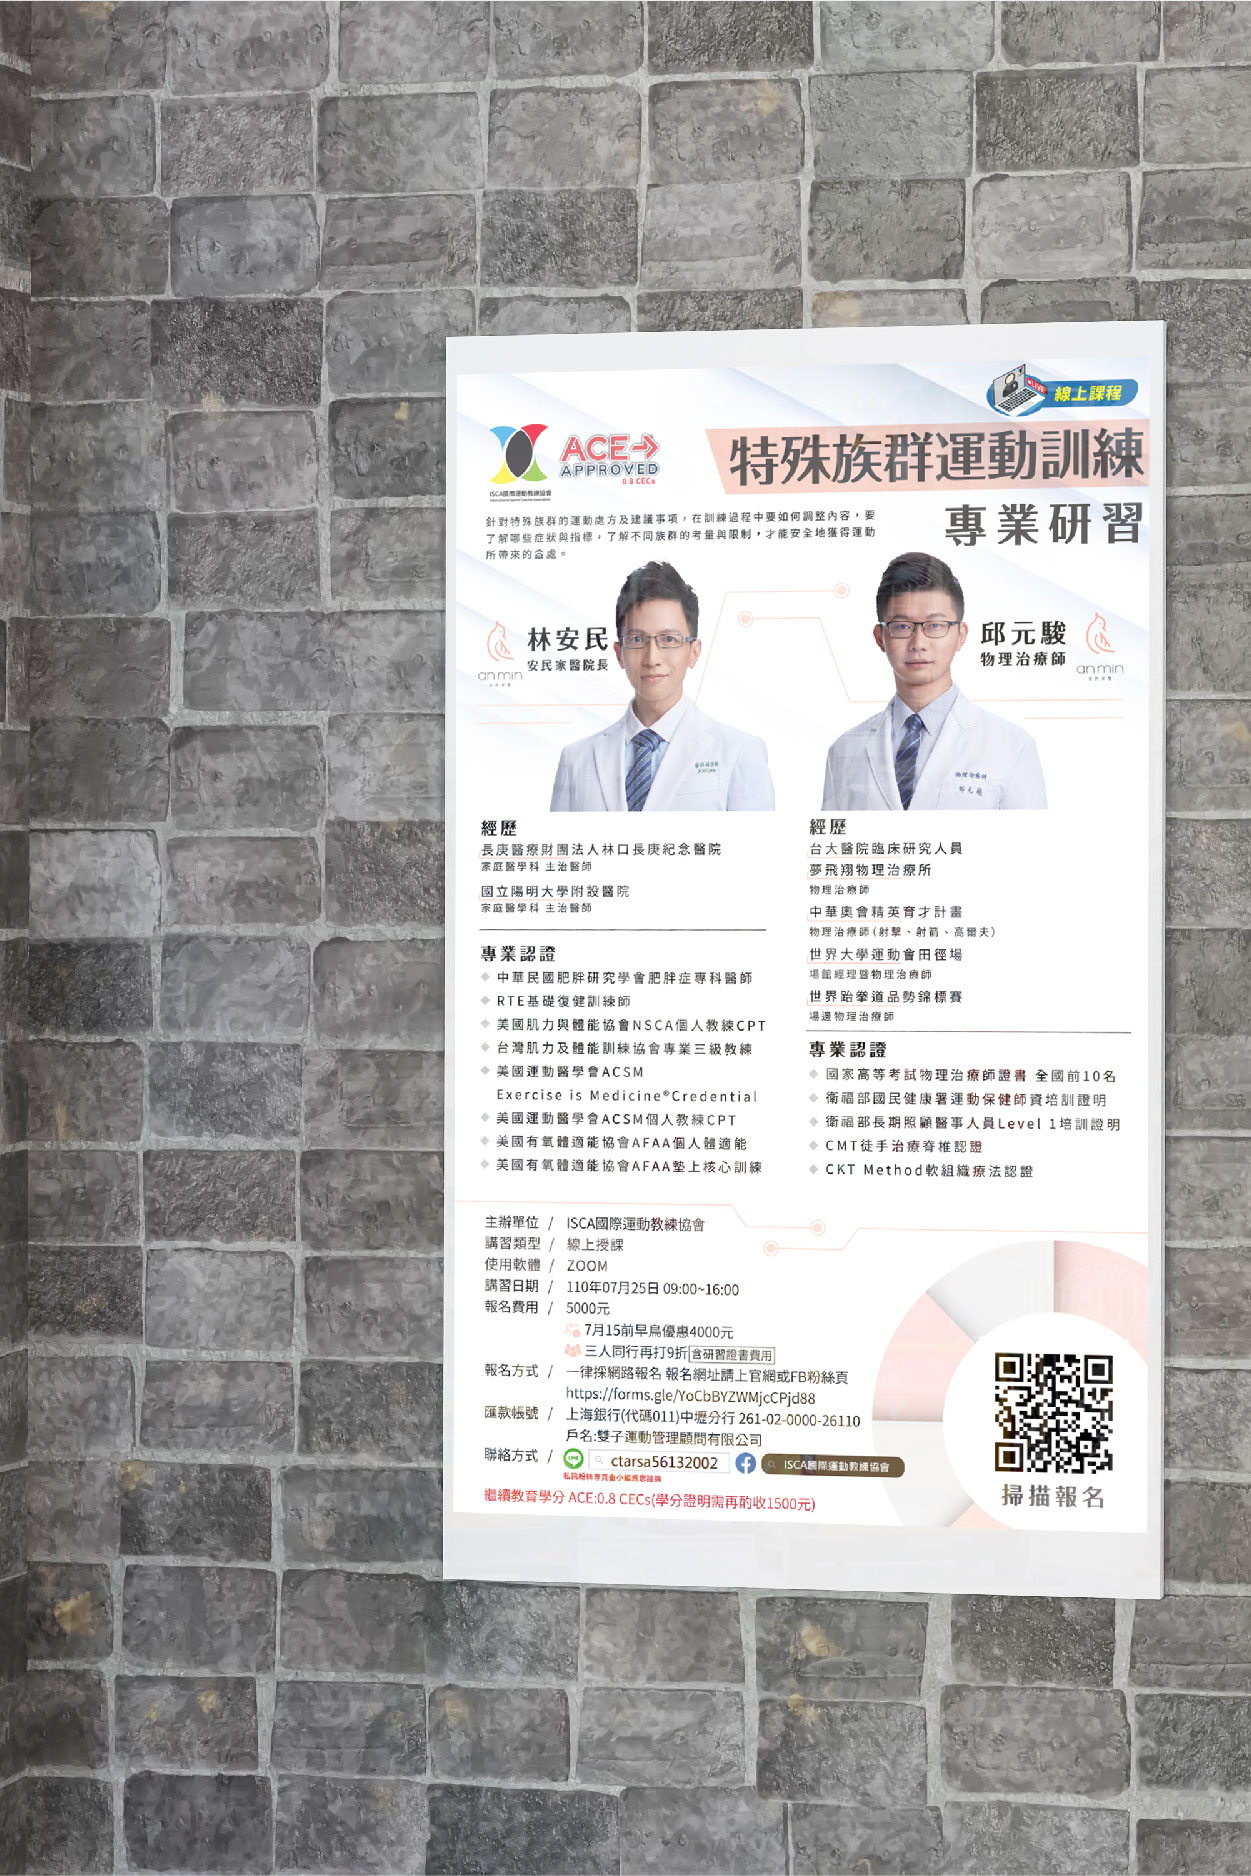 LIVE
線上課程
ACE
APPROVED
0.8 CECs
ISCA國際運動教練協會
特殊族群運動訓練
專業研習
針對特殊族群的運動處方及建議事項，在訓練過程中要如何調整內容，要
了解哪些症狀與指標，了解不同族群的考量與限制，才能安全地獲得運動
所帶來的益處。
林安民
安民家醫院長
an min
邱元駿
物理治療師
an min
物理治療師
經歷
長庚醫療財團法人林口長庚紀念醫院
家庭醫學科 主治醫師
國立陽明大學附設醫院
家庭醫學科 主治醫師
專業認證
中華民國肥胖研究學會肥胖症專科醫師
RTE基礎復健訓練師
美國肌力與體能協會NSCA個人教練CPT
台灣肌力及體能訓練協會專業三級教練
美國運動醫學會ACSM
Exercise is Medicine®Credential
美國運動醫學會ACSM個人教練CPT
美國有氧體適能協會AFAA個人體適能
美國有氧體適能協會AFAA墊上核心訓練
經歷
台大醫院臨床研究人員
夢飛翔物理治療所
物理治療師
中華奧會精英育才計畫
物理治療師(射擊、射箭、高爾夫)
世界大學運動會田徑場
場館經理暨物理治療師
世界跆拳道品勢錦標賽
場邊物理治療師
專業認證
國家高等考試物理治療師證書 全國前10名
衛福部國民健康署運動保健師資培訓證明
衛福部長期照顧醫事人員Level 1培訓證明
CMT徒手治療脊椎認證
CKT Method軟組織療法認證
主辦單位 / ISCA國際運動教練協會
講習類型 / 線上授課
使用軟體 / ZOOM
講習日期 / 110年07月25日 09:00~16:00
報名費用 / 5000元
7月15前早鳥優惠4000元
三人同行再打9折 含研習證書費用
報名方式 / 一律採網路報名 報名網址請上官網或FB粉絲頁
https://forms.gle/YoCbBYZWMjcCPjd88
匯款帳號 / 上海銀行(代碼011)中壢分行 261-02-0000-26110
戶名:雙子運動管理顧問有限公司
聯絡方式 / LINE ctarsa56132002 ISCA國際運動教練協會
私訊粉絲專頁由小編為您諮詢
繼續教育學分 ACE:0.8 CECs(學分證明需再酌收1500元)
掃描報名